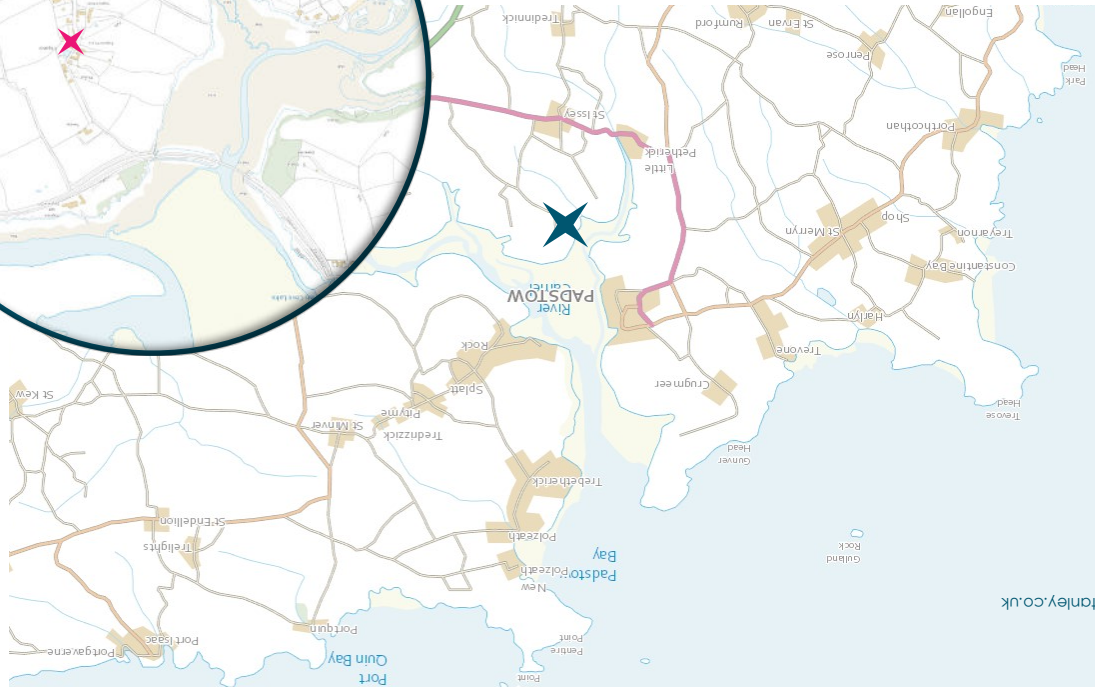 Point
Port
Quin Bay
Pentire
Point
Portgaverne
Port Isaac
Portquin
tanley.co.uk
New
Polzeath
Padstow
Bay
Gulland
Rock
Trelights
Polzeath
St Endellion
Trebetherick
Gunver
Head
Trednzzick
St Minver
Pityme
Trevose
Head
St Kew
Splatt
Crugmeer
Rock
Trevone
Harlyn
River
Camel
PADSTOW
Constantine Bay
Treyarnon
St Merryn
Shop
Little
Petherick
Porthcothan
St Issey
Park
Head
Penrose
St Ervan
Rumford
Tredinnick
Engollan